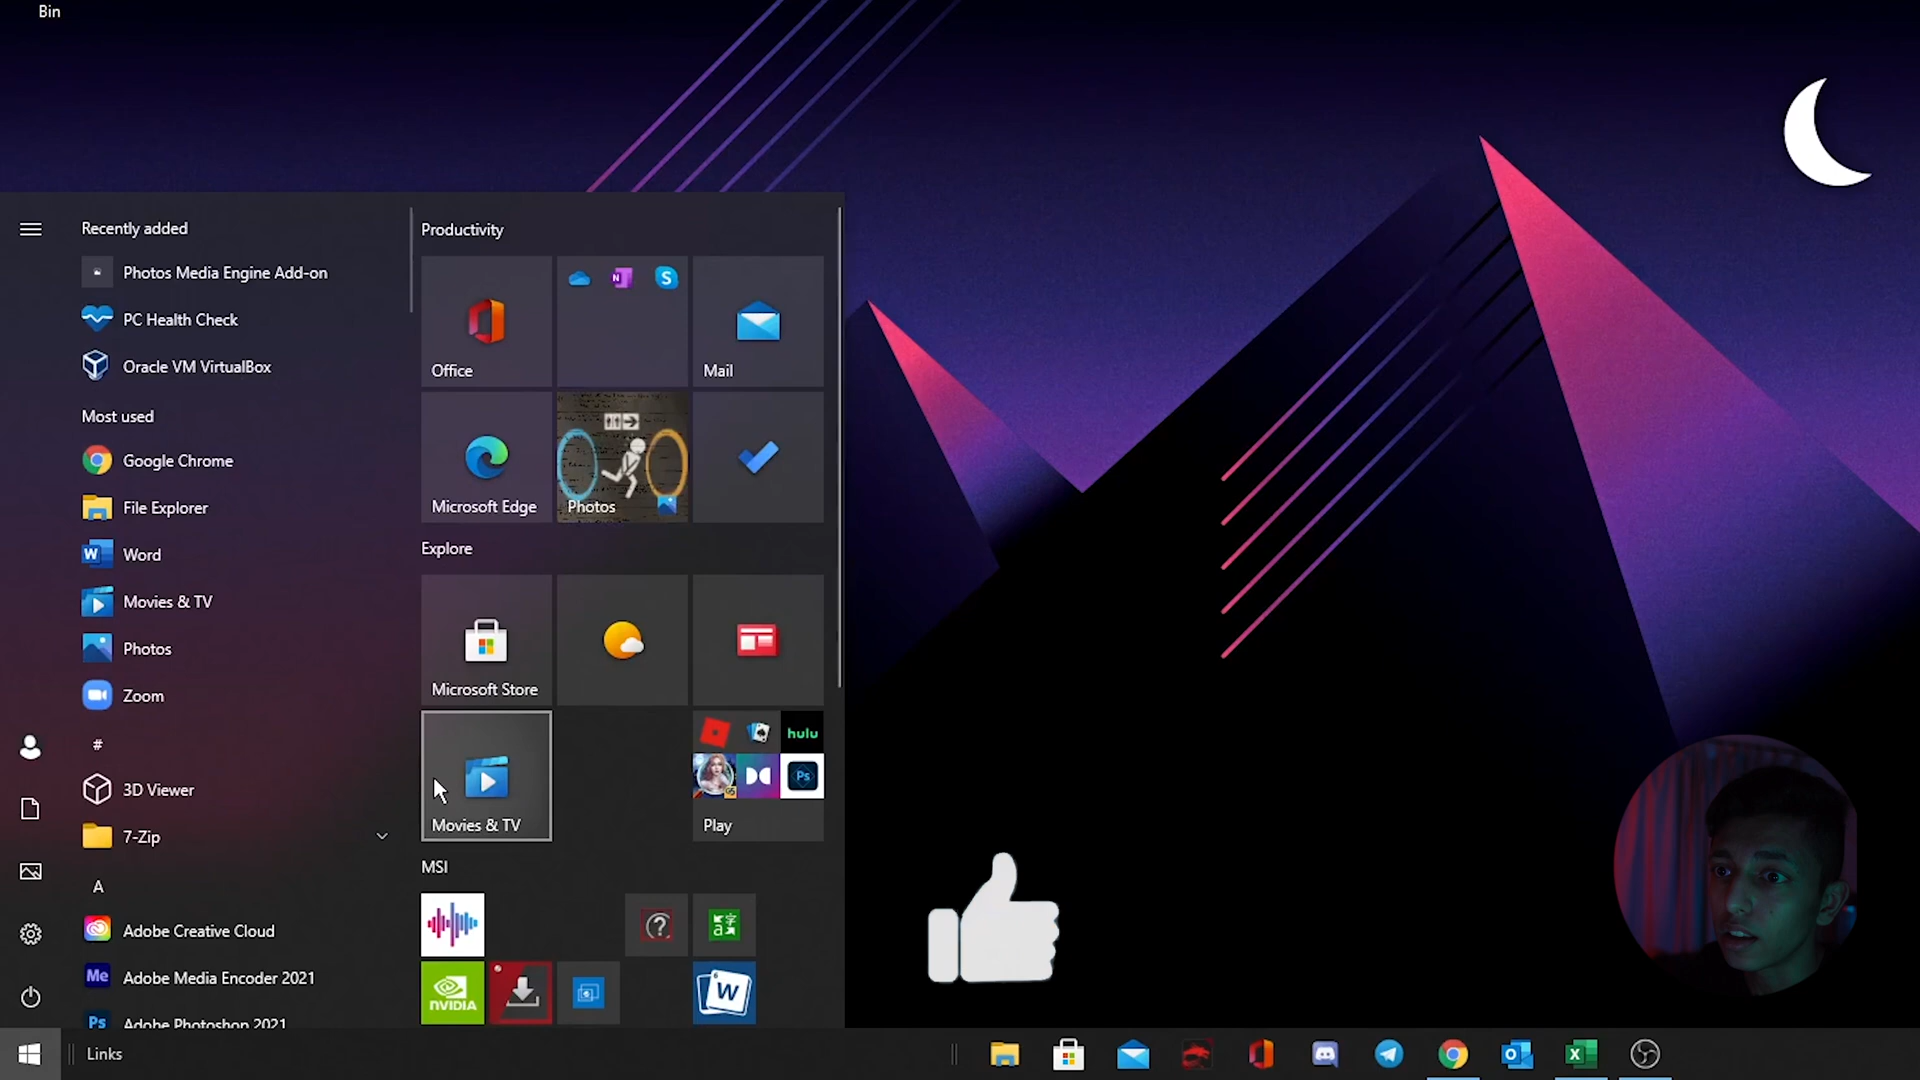 Bin
Recently added
Photos Media Engine Add-on
PC Health Check
Oracle VM VirtualBox
Most used
Google Chrome
File Explorer
Word
Movies & TV
Photos
Zoom
#
3D Viewer
7-Zip
A
Adobe Creative Cloud
Adobe Media Encoder 2021
Adobe Photoshop 2021
Productivity
Office
Mail
Microsoft Edge
Photos
Explore
Microsoft Store
Movies & TV
hulu
Ps
Play
MSI
NVIDIA
W
Links